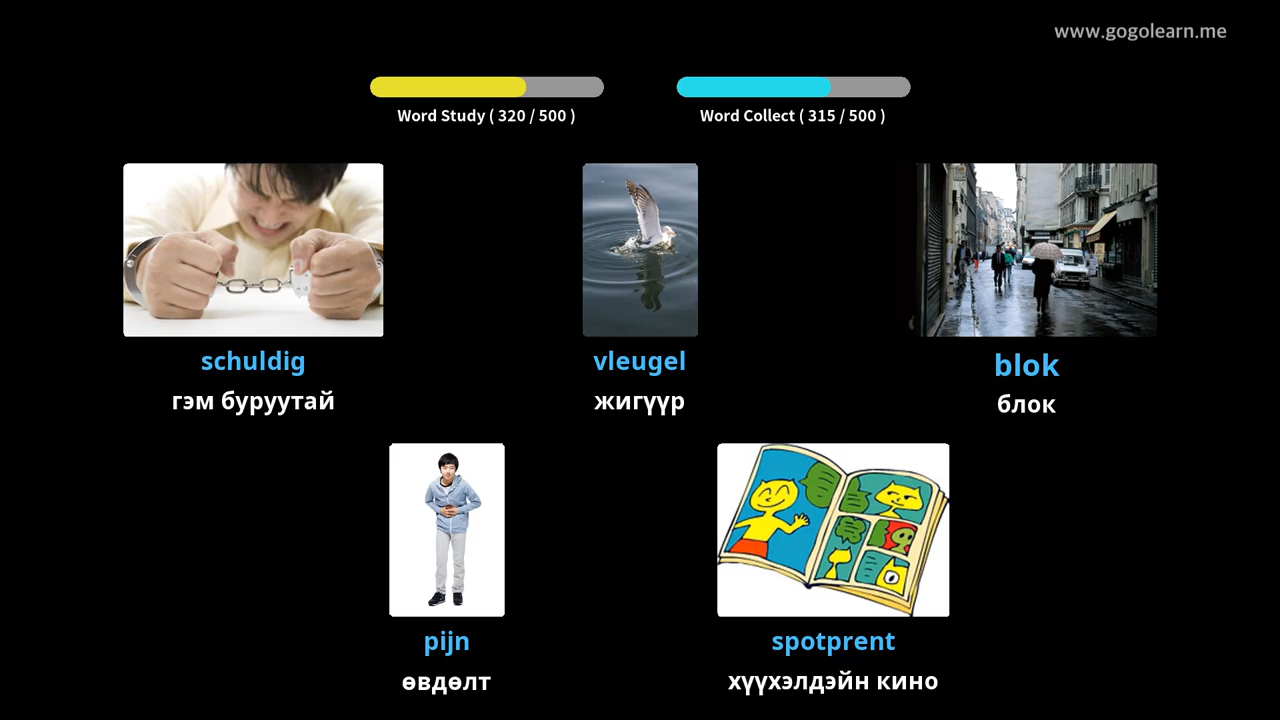 www.gogolearn.me
Word Study ( 320 / 500 )
Word Collect ( 315 / 500 )
schuldig
гэм буруутай
vleugel
жигүүр
blok
блок
pijn
өвдөлт
spotprent
хүүхэлдэйн кино